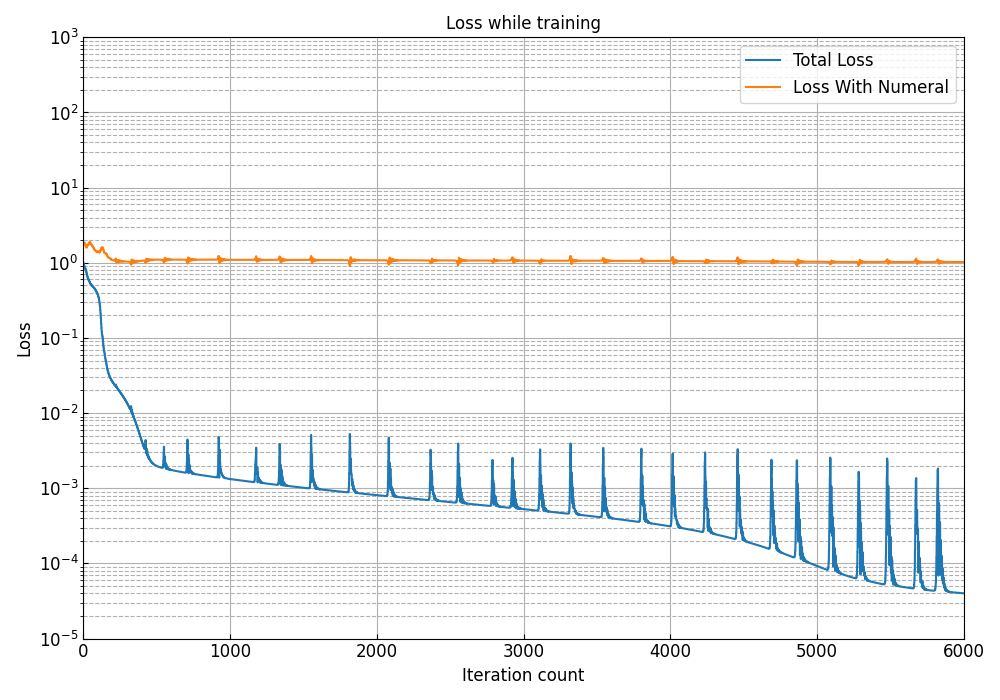 Loss while training
10³
10²
10¹
10⁰
10⁻¹
10⁻²
10⁻³
10⁻⁴
10⁻⁵
Loss
Total Loss
Loss With Numeral
0 1000 2000 3000 4000 5000 6000
Iteration count